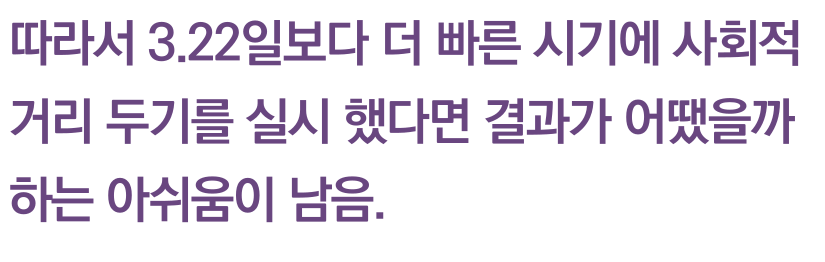 따라서 3.22일보다 더 빠른 시기에 사회적
거리 두기를 실시 했다면 결과가 어땠을까
하는 아쉬움이 남음.